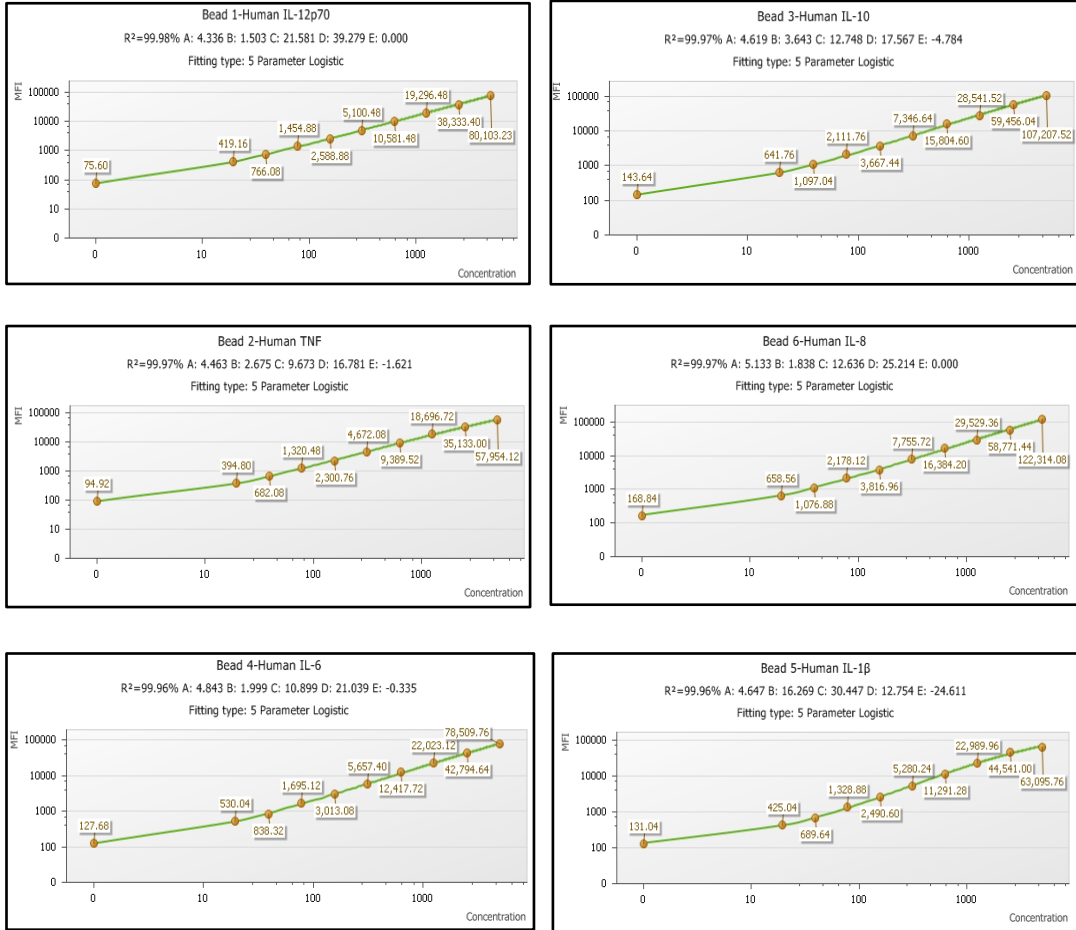 Bead 1-Human IL-12p70
R²=99.98% A: 4.336 B: 1.503 C: 21.581 D: 39.279 E: 0.000
Fitting type: 5 Parameter Logistic
MFI
100000
10000
1000
100
10
0
75.60
419.16
766.08
1,454.88
2,588.88
5,100.48
10,581.48
19,296.48
38,333.40
80,103.23
0 10 100 1000
Concentration
Bead 3-Human IL-10
R²=99.97% A: 4.619 B: 3.643 C: 12.748 D: 17.567 E: -4.784
Fitting type: 5 Parameter Logistic
MFI
100000
10000
1000
100
0
143.64
641.76
1,097.04
2,111.76
3,667.44
7,346.64
15,804.60
28,541.52
59,456.04
107,207.52
0 10 100 1000
Concentration
Bead 2-Human TNF
R²=99.97% A: 4.463 B: 2.675 C: 9.673 D: 16.781 E: -1.621
Fitting type: 5 Parameter Logistic
MFI
100000
10000
1000
100
10
0
94.92
394.80
682.08
1,320.48
2,300.76
4,672.08
9,389.52
18,696.72
35,133.00
57,954.12
0 10 100 1000
Concentration
Bead 6-Human IL-8
R²=99.97% A: 5.133 B: 1.838 C: 12.636 D: 25.214 E: 0.000
Fitting type: 5 Parameter Logistic
MFI
100000
10000
1000
100
0
168.84
658.56
1,076.88
2,178.12
3,816.96
7,755.72
16,384.20
29,529.36
58,771.44
122,314.08
0 10 100 1000
Concentration
Bead 4-Human IL-6
R²=99.96% A: 4.843 B: 1.999 C: 10.899 D: 21.039 E: -0.335
Fitting type: 5 Parameter Logistic
MFI
100000
10000
1000
100
0
127.68
530.04
838.32
1,695.12
3,013.08
5,657.40
12,417.72
22,023.12
42,794.64
78,509.76
0 10 100 1000
Concentration
Bead 5-Human IL-1β
R²=99.96% A: 4.647 B: 16.269 C: 30.447 D: 12.754 E: -24.611
Fitting type: 5 Parameter Logistic
MFI
100000
10000
1000
100
0
131.04
425.04
689.64
1,328.88
2,490.60
5,280.24
11,291.28
22,989.96
44,541.00
63,095.76
0 10 100 1000
Concentration